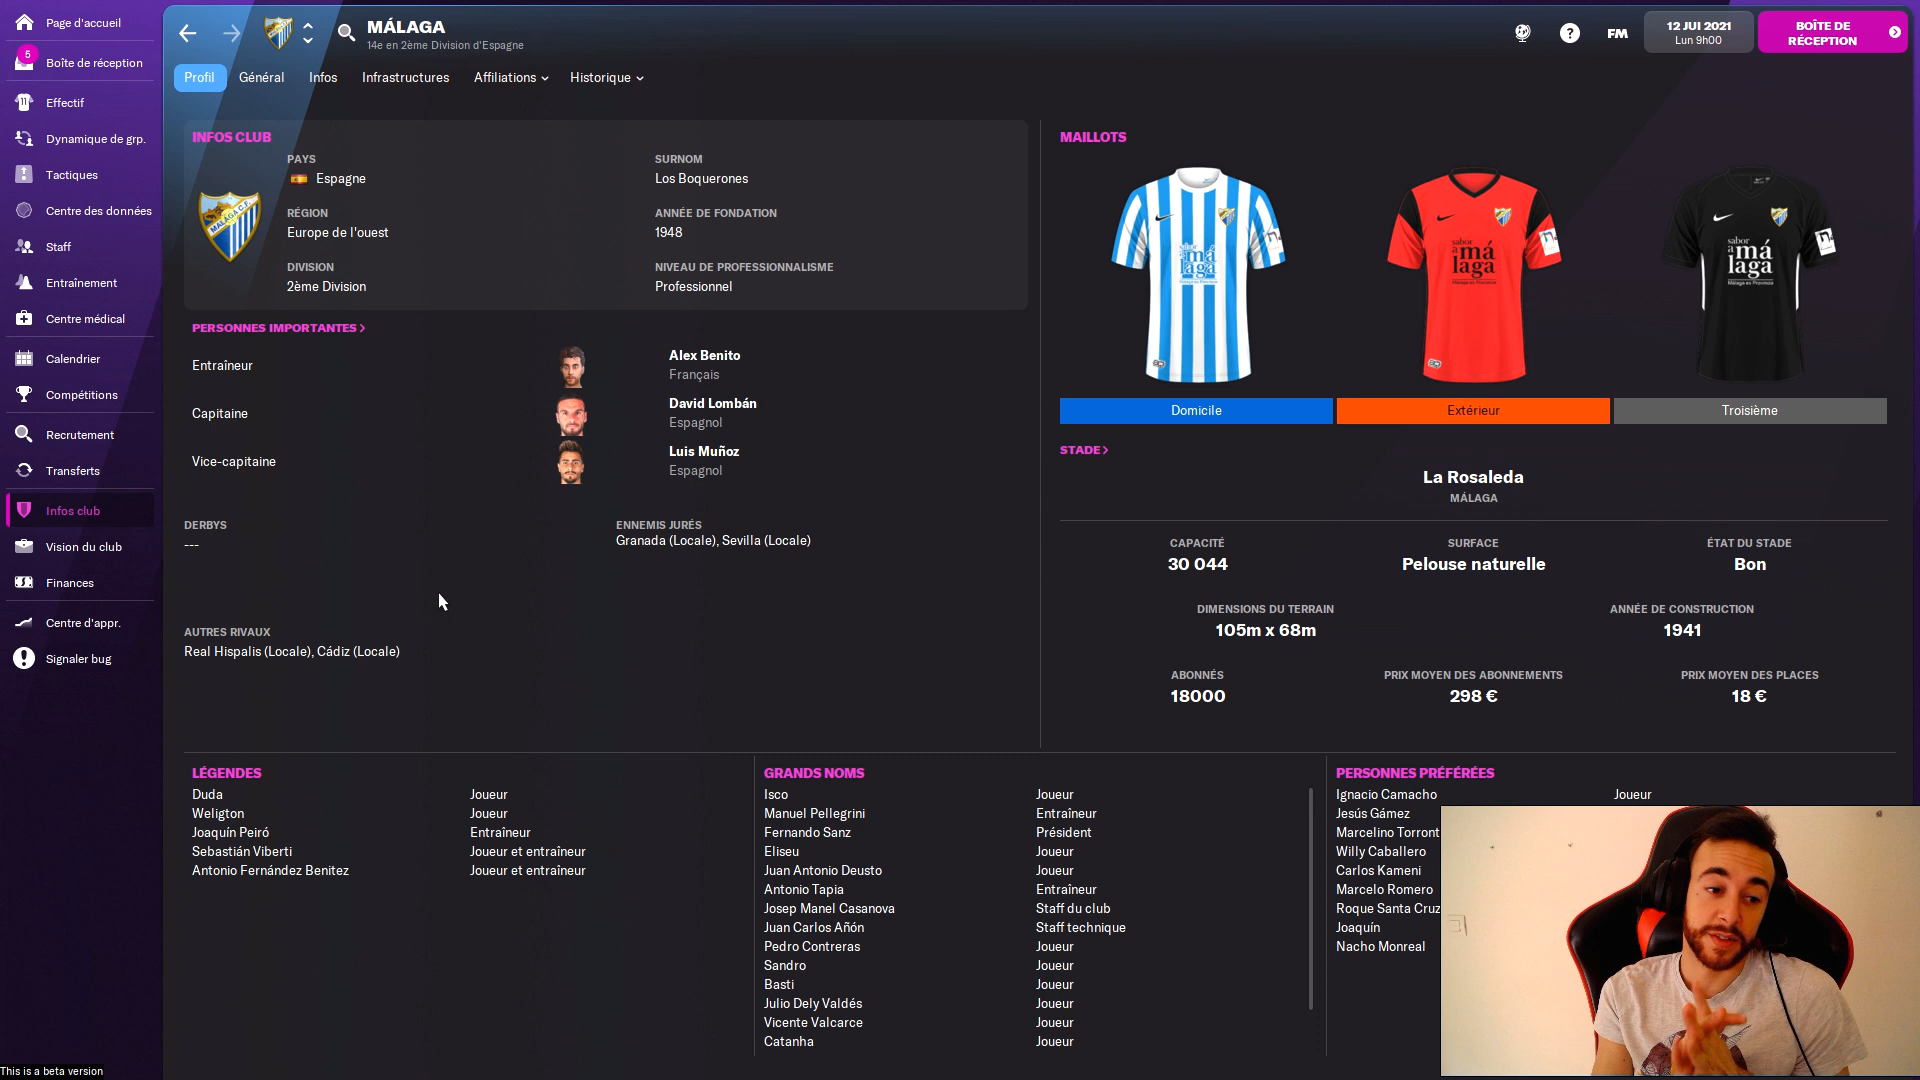 Page d'accueil
5
Boîte de réception
Effectif
Dynamique de grp.
Tactiques
Centre des données
Staff
Entraînement
Centre médical
Calendrier
Compétitions
Recrutement
Transferts
Infos club
Vision du club
Finances
Centre d'appr.
Signaler bug
This is a beta version
MÁLAGA
14e en 2ème Division d'Espagne
FM
12 JUI 2021
Lun 9h00
BOÎTE DE
RÉCEPTION
Profil
Général
Infos
Infrastructures
Affiliations
Historique
INFOS CLUB
MÁLAGA C.F.
PAYS
Espagne
RÉGION
Europe de l'ouest
DIVISION
2ème Division
SURNOM
Los Boquerones
ANNÉE DE FONDATION
1948
NIVEAU DE PROFESSIONNALISME
Professionnel
PERSONNES IMPORTANTES >
Entraîneur
Alex Benito
Français
Capitaine
David Lombán
Espagnol
Vice-capitaine
Luis Muñoz
Espagnol
DERBYS
---
ENNEMIS JURÉS
Granada (Locale), Sevilla (Locale)
AUTRES RIVAUX
Real Hispalis (Locale), Cádiz (Locale)
MAILLOTS
sabor
a má
laga
sabor
a má
laga
sabor
a má
laga
Domicile
Extérieur
Troisième
STADE >
La Rosaleda
MÁLAGA
CAPACITÉ
30 044
SURFACE
Pelouse naturelle
ÉTAT DU STADE
Bon
DIMENSIONS DU TERRAIN
105m x 68m
ANNÉE DE CONSTRUCTION
1941
ABONNÉS
18000
PRIX MOYEN DES ABONNEMENTS
298 €
PRIX MOYEN DES PLACES
18 €
LÉGENDES
Duda Joueur
Weligton Joueur
Joaquín Peiró Entraîneur
Sebastián Viberti Joueur et entraîneur
Antonio Fernández Benitez Joueur et entraîneur
GRANDS NOMS
Isco Joueur
Manuel Pellegrini Entraîneur
Fernando Sanz Président
Eliseu Joueur
Juan Antonio Deusto Joueur
Antonio Tapia Entraîneur
Josep Manel Casanova Staff du club
Juan Carlos Añón Staff technique
Pedro Contreras Joueur
Sandro Joueur
Basti Joueur
Julio Dely Valdés Joueur
Vicente Valcarce Joueur
Catanha Joueur
PERSONNES PRÉFÉRÉES
Ignacio Camacho Joueur
Jesús Gámez
Marcelino Torront
Willy Caballero
Carlos Kameni
Marcelo Romero
Roque Santa Cruz
Joaquín
Nacho Monreal